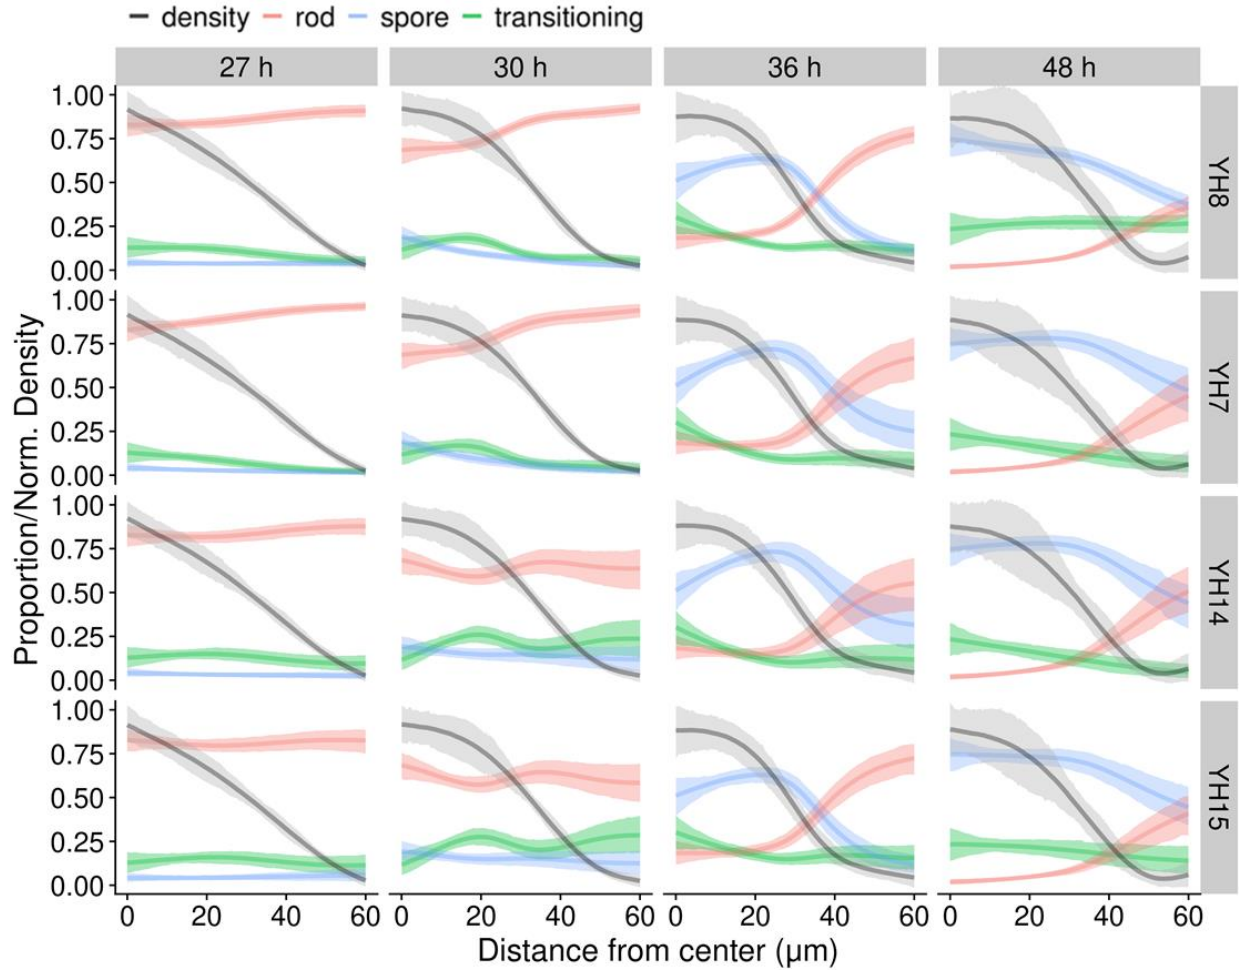 density rod spore transitioning
27 h 30 h 36 h 48 h
1.00
0.75
0.50
0.25
0.00
YH8
1.00
0.75
0.50
0.25
0.00
YH7
1.00
0.75
0.50
0.25
0.00
YH14
1.00
0.75
0.50
0.25
0.00
YH15
Proportion/Norm. Density
0 20 40 60 0 20 40 60 0 20 40 60 0 20 40 60
Distance from center (µm)